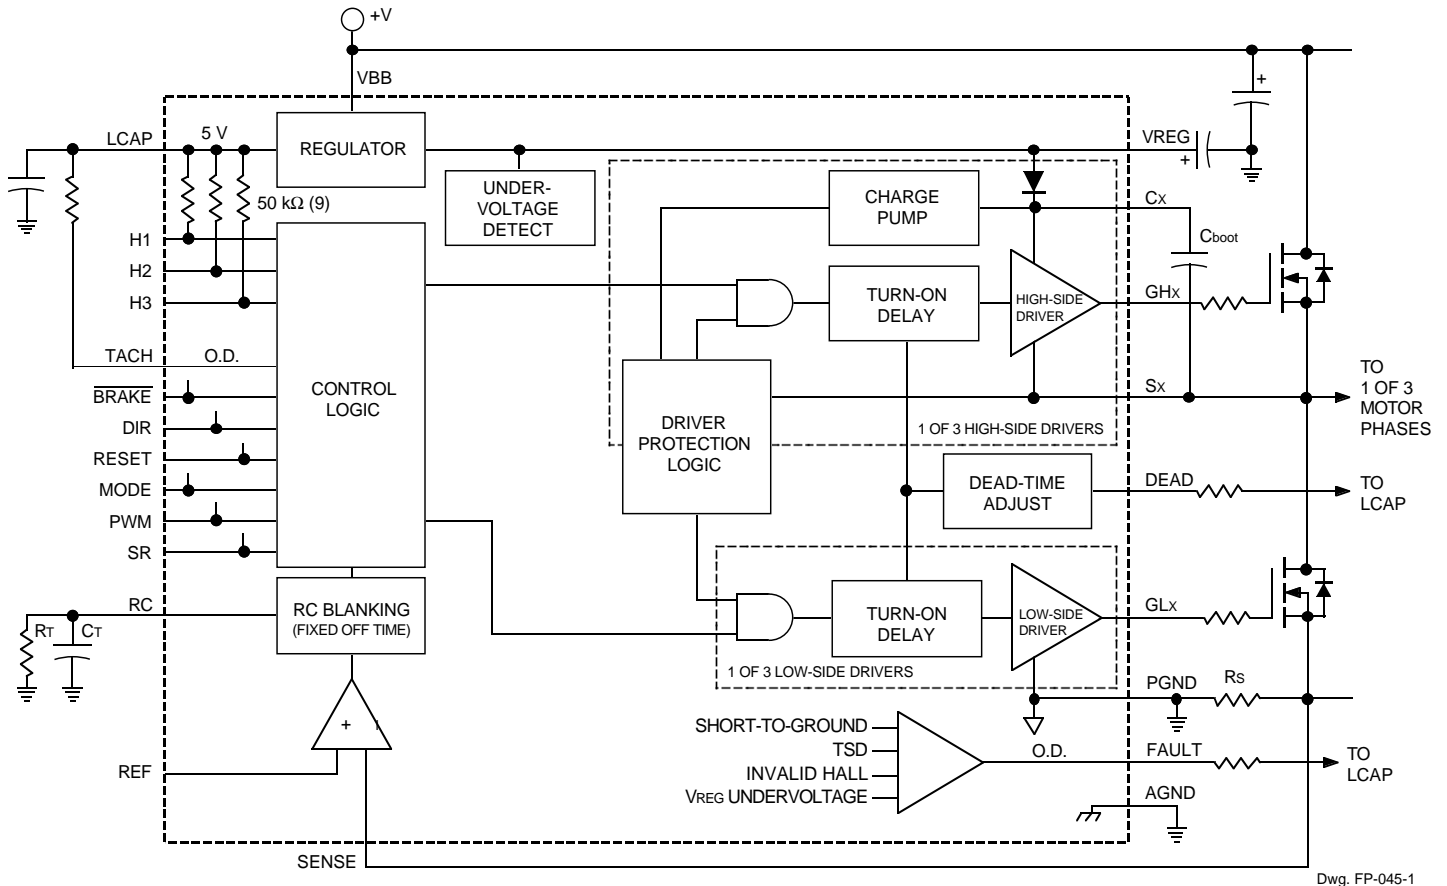 +V
VBB
LCAP
5 V
REGULATOR
VREG
+
+
UNDER-
VOLTAGE
DETECT
CHARGE
PUMP
CX
Cboot
50 kΩ (9)
H1
H2
H3
TURN-ON
DELAY
HIGH-SIDE
DRIVER
GHX
TACH
O.D.
BRAKE
DIR
RESET
MODE
PWM
SR
CONTROL
LOGIC
DRIVER
PROTECTION
LOGIC
SX
1 OF 3 HIGH-SIDE DRIVERS
TO
1 OF 3
MOTOR
PHASES
DEAD-TIME
ADJUST
DEAD
TO
LCAP
RC
RT
CT
RC BLANKING
(FIXED OFF TIME)
TURN-ON
DELAY
LOW-SIDE
DRIVER
GLX
1 OF 3 LOW-SIDE DRIVERS
PGND
RS
+
SHORT-TO-GROUND
TSD
INVALID HALL
VREG UNDERVOLTAGE
O.D.
FAULT
TO
LCAP
REF
AGND
SENSE
Dwg. FP-045-1